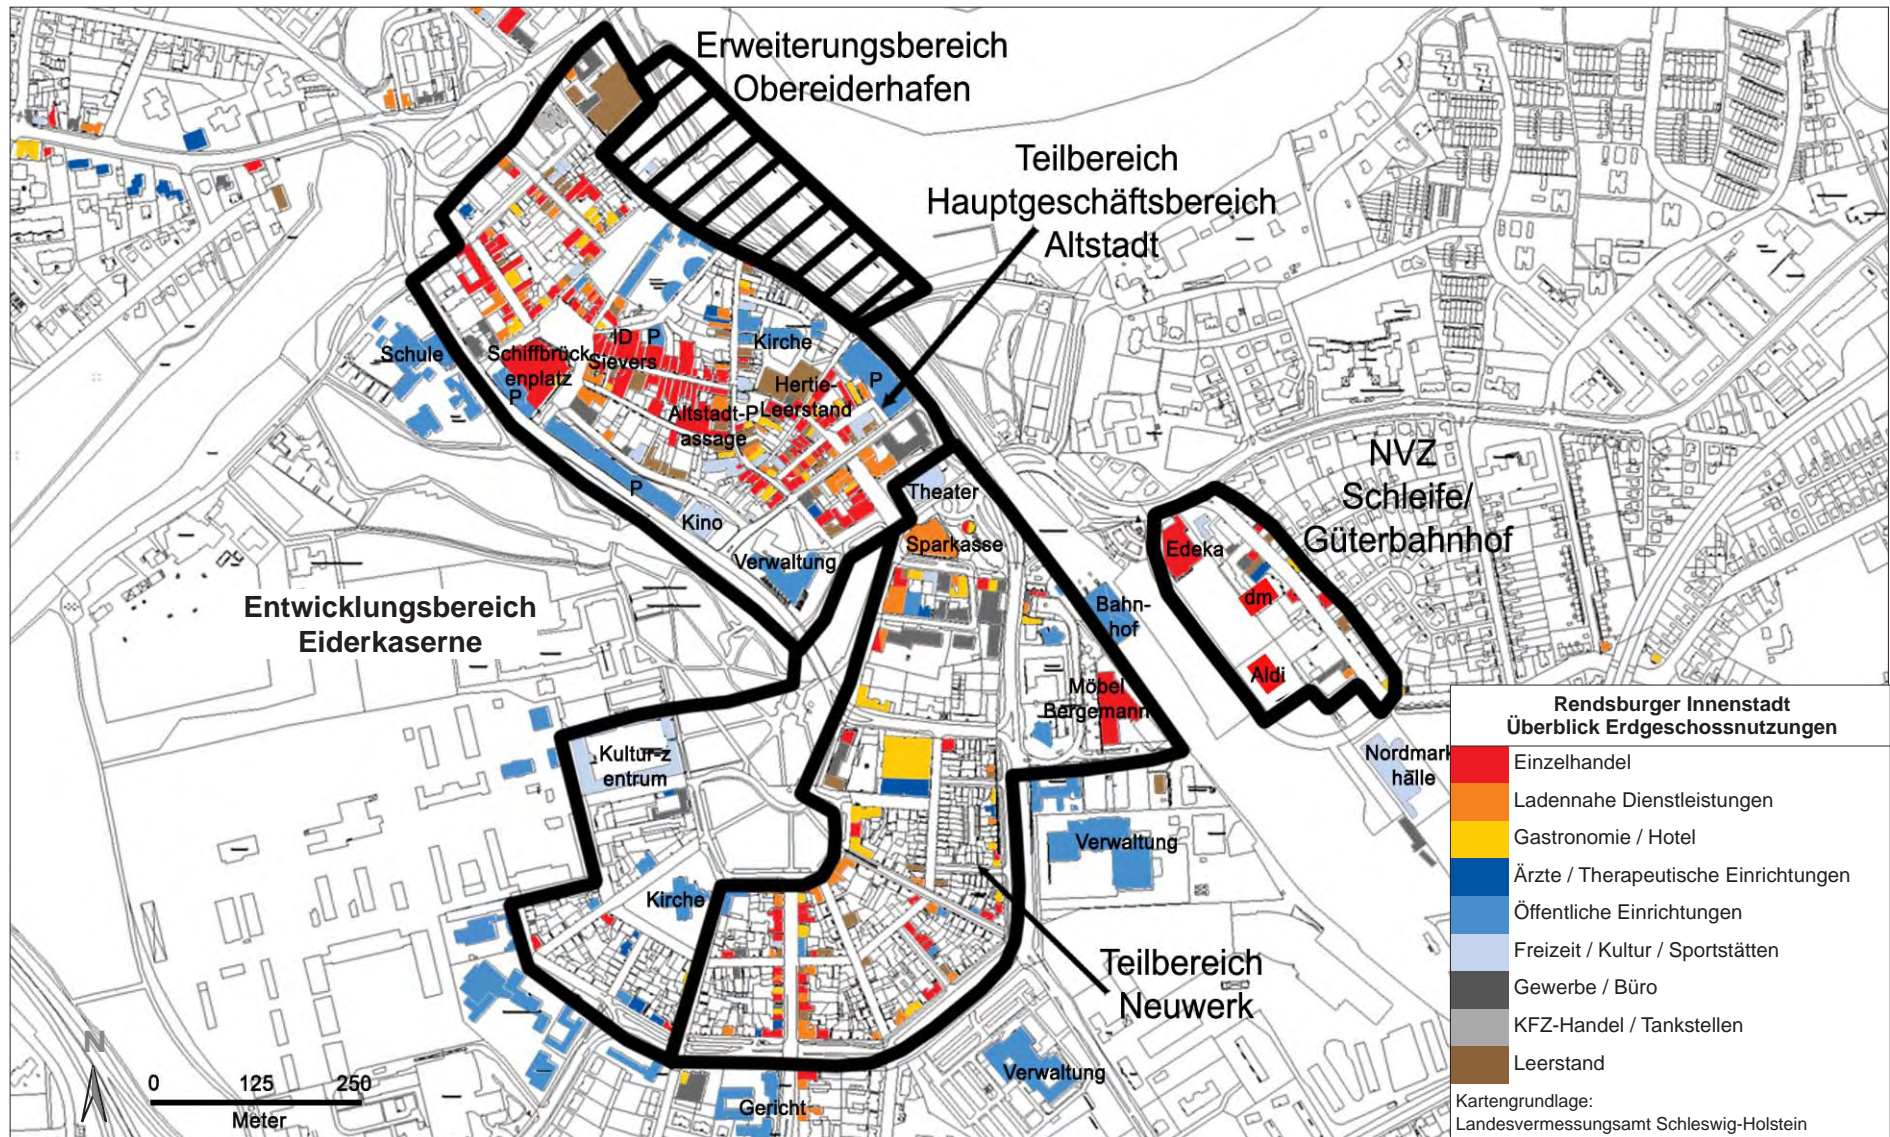 Erweiterungsbereich
Obereiderhafen
Teilbereich
Hauptgeschäftsbereich
Altstadt
Schule
Schiffbrück
enplatz
P
ID P
Sievers
Kirche
Hertie-
Leerstand
P
Altstadt-P
assage
P
Kino
Verwaltung
Theater
Sparkasse
NVZ
Schleife/
Güterbahnhof
Edeka
dm
Aldi
Entwicklungsbereich
Eiderkaserne
Bahn-
hof
Möbel
Bergemann
Kultur-z
entrum
Nordmark
halle
Verwaltung
Kirche
Teilbereich
Neuwerk
Verwaltung
Gericht
N
0 125 250
Meter
Rendsburger Innenstadt
Überblick Erdgeschossnutzungen
Einzelhandel
Ladennahe Dienstleistungen
Gastronomie / Hotel
Ärzte / Therapeutische Einrichtungen
Öffentliche Einrichtungen
Freizeit / Kultur / Sportstätten
Gewerbe / Büro
KFZ-Handel / Tankstellen
Leerstand
Kartengrundlage:
Landesvermessungsamt Schleswig-Holstein